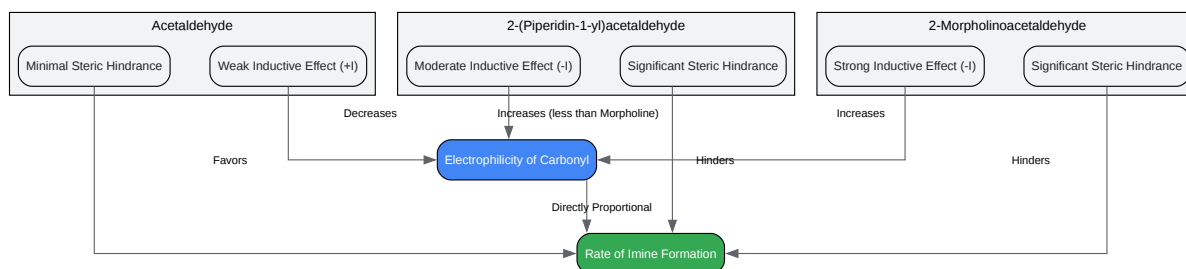 Acetaldehyde
2-(Piperidin-1-yl)acetaldehyde
2-Morpholinoacetaldehyde
Minimal Steric Hindrance
Weak Inductive Effect (+I)
Moderate Inductive Effect (-I)
Significant Steric Hindrance
Strong Inductive Effect (-I)
Significant Steric Hindrance
Decreases
Increases (less than Morpholine)
Increases
Favors
Electrophilicity of Carbonyl
Hinders
Hinders
Directly Proportional
Rate of Imine Formation